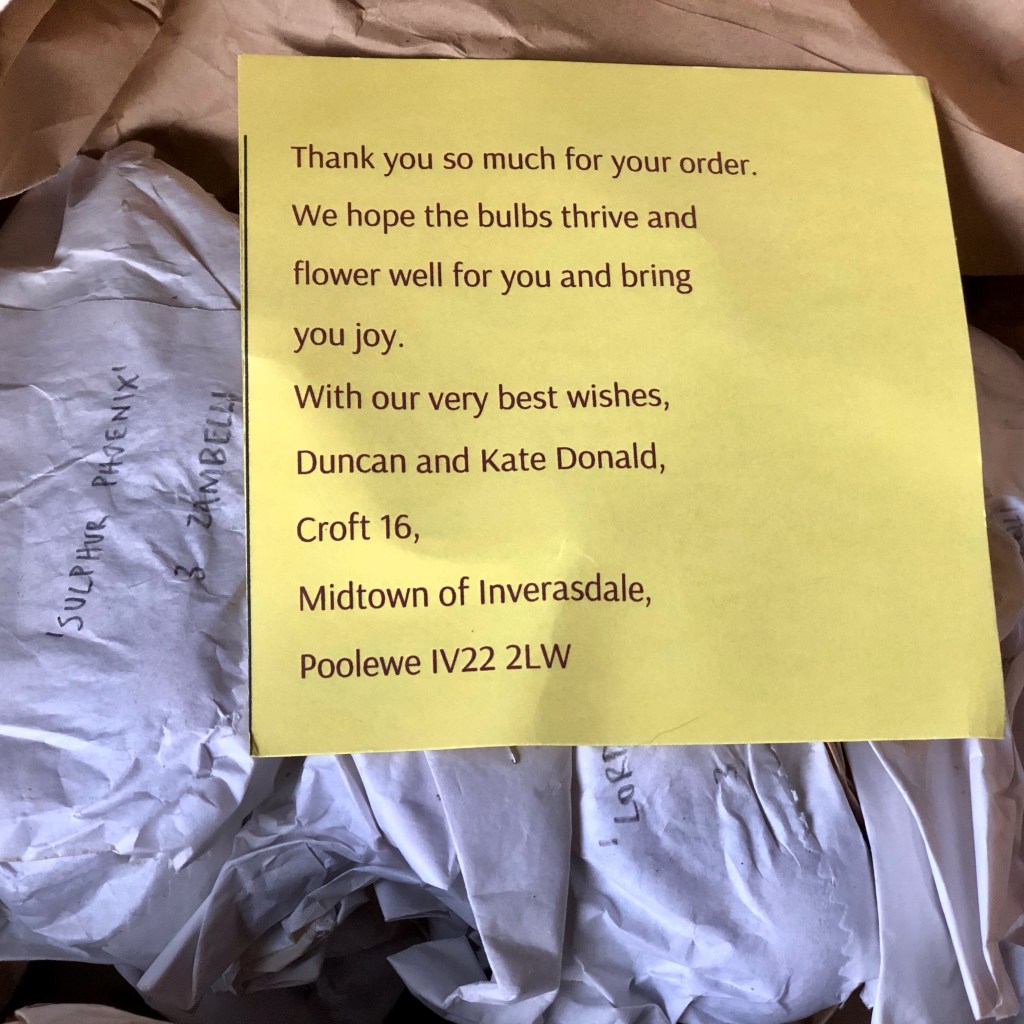 Thank you so much for your order.
We hope the bulbs thrive and
flower well for you and bring
you joy.
With our very best wishes,
Duncan and Kate Donald,
Croft 16,
Midtown of Inverasdale,
Poolewe IV22 2LW
'SULPHUR PHOENIX'
3